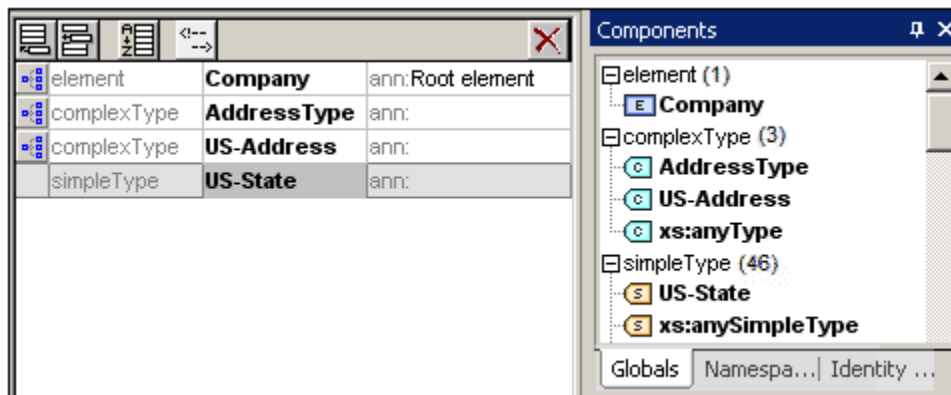 element Company ann:Root element
complexType AddressType ann:
complexType US-Address ann:
simpleType US-State ann:
Components
element (1)
E Company
complexType (3)
C AddressType
C US-Address
C xs:anyType
simpleType (46)
S US-State
S xs:anySimpleType
Globals Namespa... Identity ...